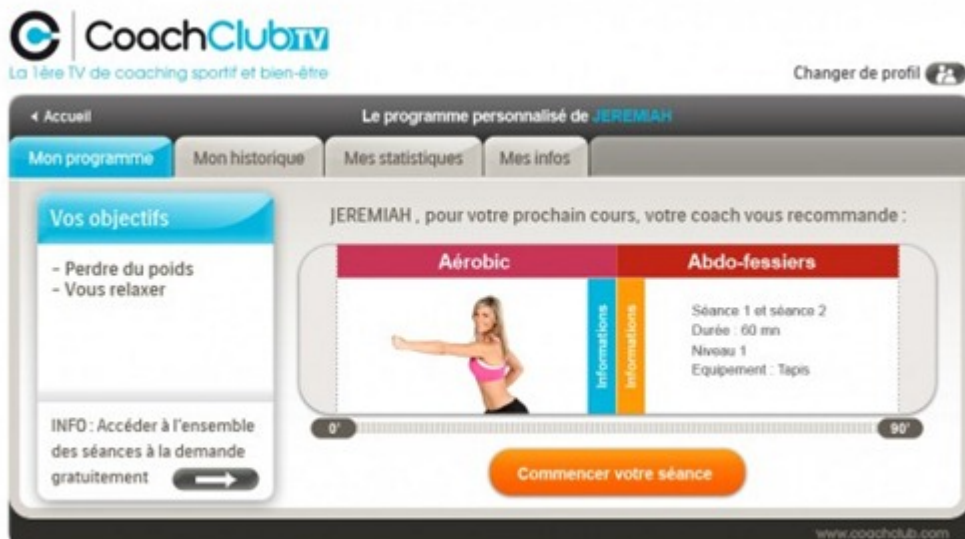 CoachClubTV
La 1ère TV de coaching sportif et bien-être
Changer de profil
Accueil
Le programme personnalisé de JEREMIAH
Mon programme
Mon historique
Mes statistiques
Mes infos
Vos objectifs
- Perdre du poids
- Vous relaxer
INFO : Accéder à l'ensemble
des séances à la demande
gratuitement
JEREMIAH , pour votre prochain cours, votre coach vous recommande :
Aérobic
Abdo-fessiers
Informations
Informations
Séance 1 et séance 2
Durée : 60 mn
Niveau 1
Equipement : Tapis
0'
90'
Commencer votre séance
www.coachclub.com